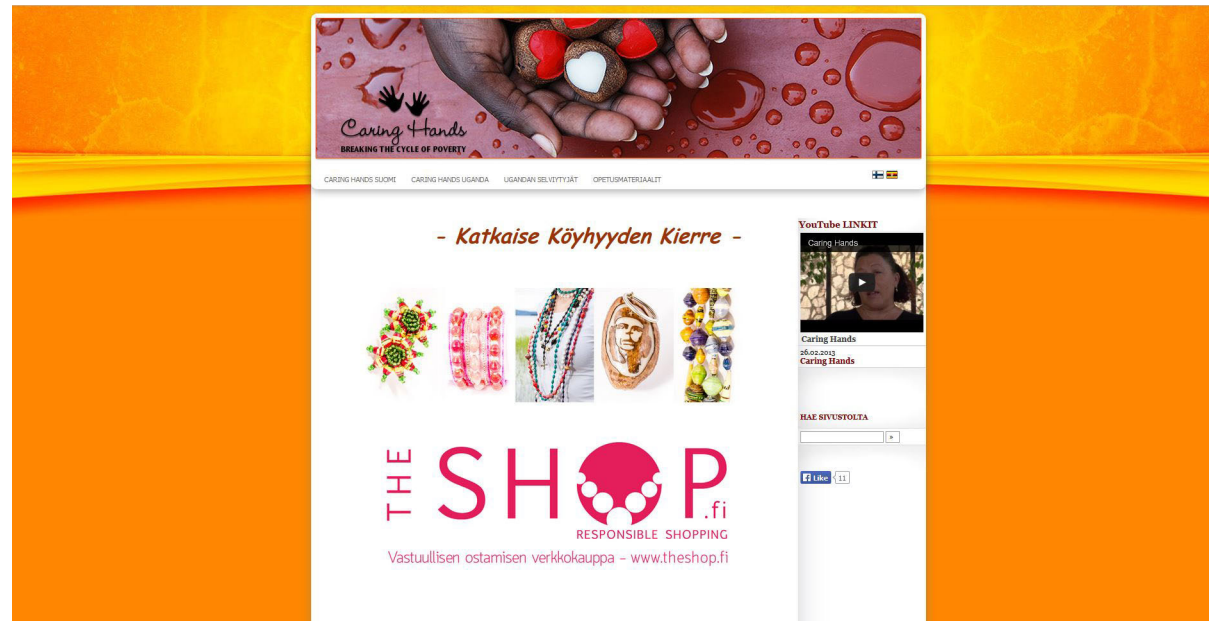 Caring Hands
BREAKING THE CYCLE OF POVERTY
CARING HANDS SUOMI CARING HANDS UGANDA UGANDAN SELVIYTYJÄT OPETUSMATERIAALIT
- Katkaise Köyhyyden Kierre -
THE SHOP.fi
RESPONSIBLE SHOPPING
Vastuullisen ostamisen verkkokauppa - www.theshop.fi
YouTube LINKIT
Caring Hands
Caring Hands
26.02.2013
Caring Hands
HAE SIVUSTOLTA
»
Like 11